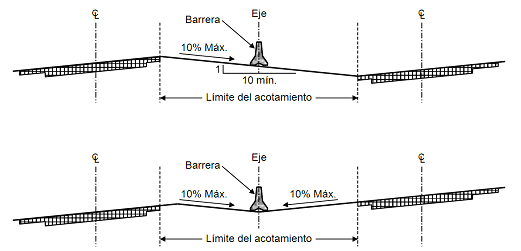 ℄
Barrera
Eje
℄
10% Máx.
1
10 mín.
Límite del acotamiento
℄
Barrera
Eje
℄
10% Máx.
10% Máx.
Límite del acotamiento